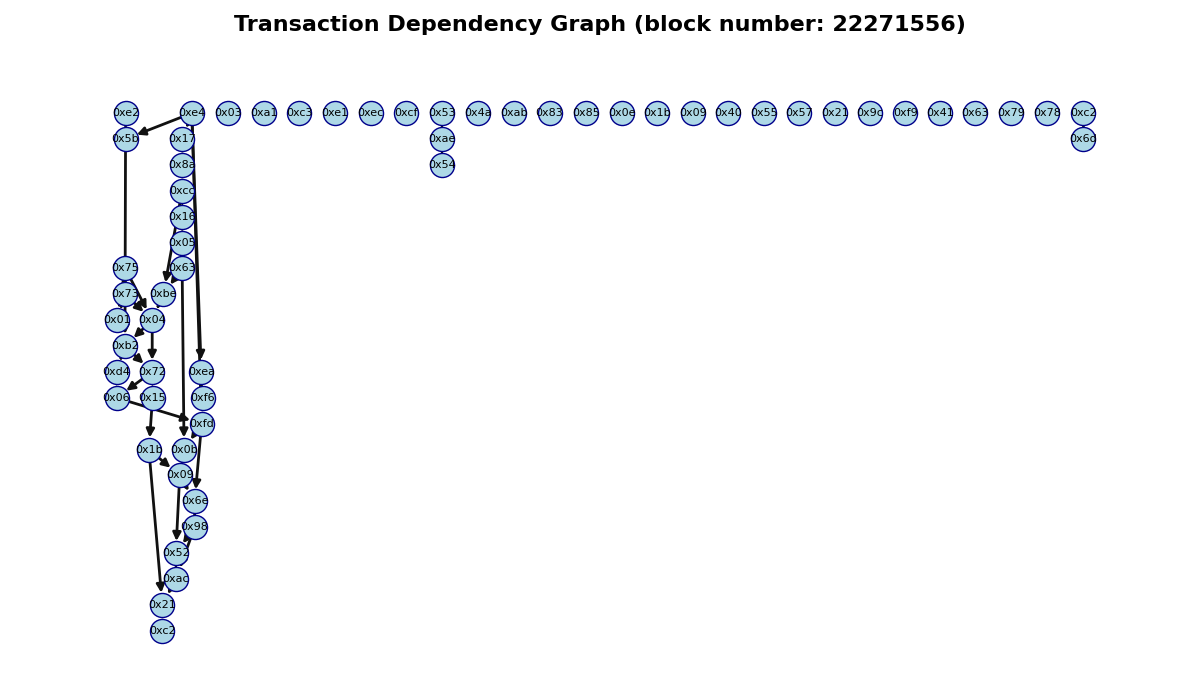 Transaction Dependency Graph (block number: 22271556)
0xe2 0xe4 0x03 0xa1 0xc3 0xe1 0xec 0xcf 0x53 0x4a 0xab 0x83 0x85 0x0e 0x1b 0x09 0x40 0x55 0x57 0x21 0x9c 0xf9 0x41 0x63 0x79 0x78 0xc2
0x5b 0x17 0xae 0x6d
0x8a 0x54
0xcc
0x16
0x05
0x75 0x63
0x73 0xbe
0x01 0x04
0xb2
0xd4 0x72 0xea
0x06 0x15 0xf6
0xfd
0x1b 0x0b
0x09
0x6e
0x98
0x52
0xac
0x21
0xc2